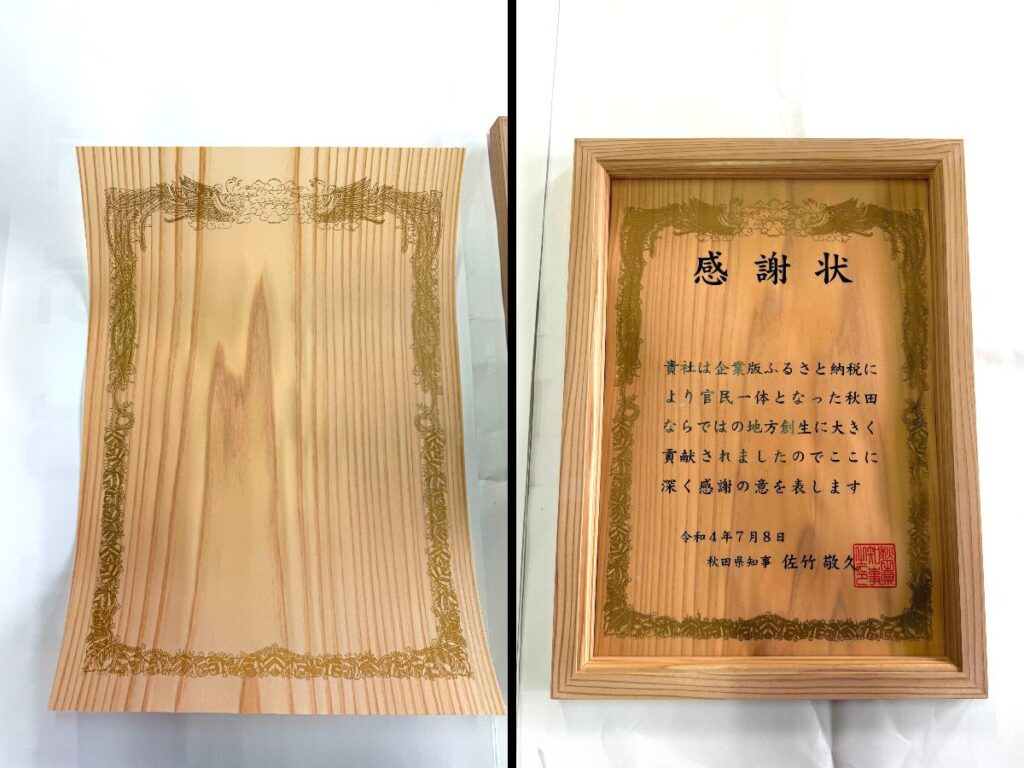 感謝状
貴社は企業版ふるさと納税に
より官民一体となった秋田
ならではの地方創生に大きく
貢献されましたのでここに
深く感謝の意を表します
令和4年7月8日
秋田県知事 佐竹敬久